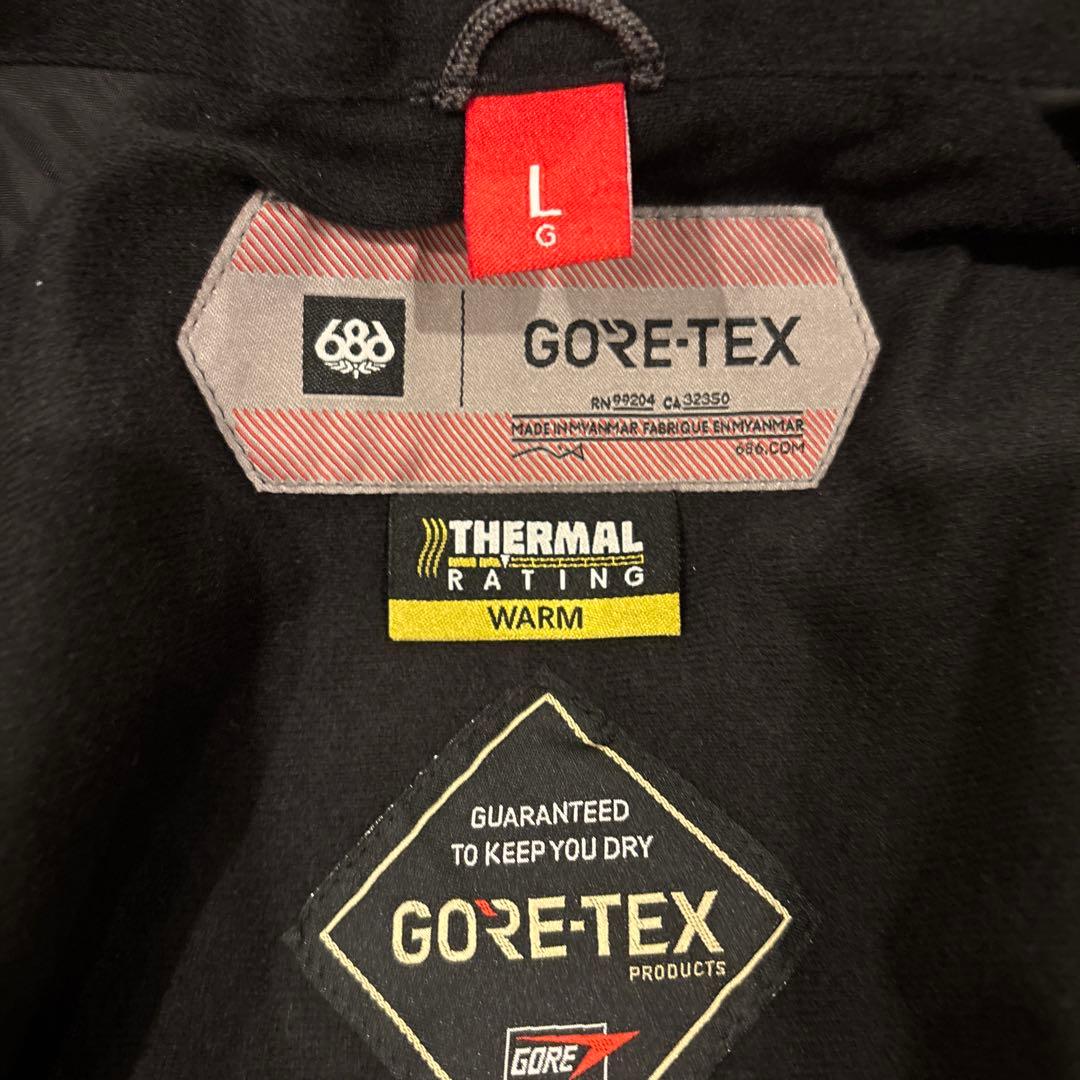 L
G
686
GORE-TEX
RN 99204 CA 32350
MADE IN MYANMAR FABRIQUE EN MYANMAR
686.COM
THERMAL
RATING
WARM
GUARANTEED
TO KEEP YOU DRY
GORE-TEX
PRODUCTS
GORE